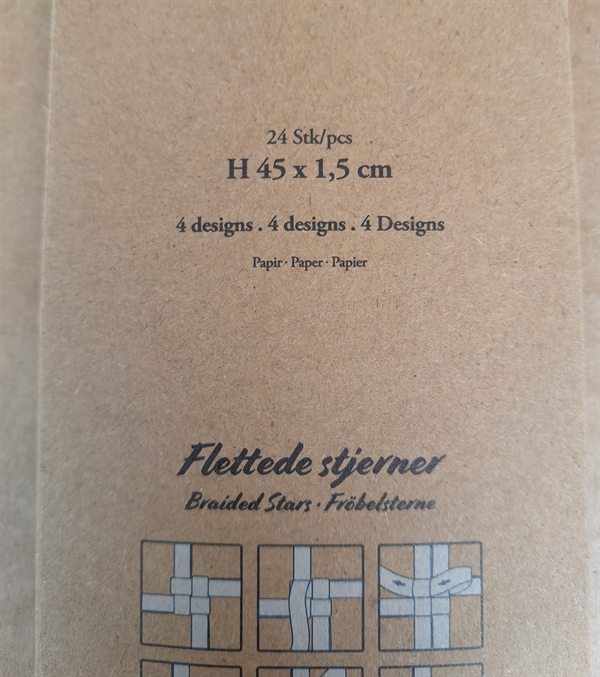 24 Stk/pcs
H 45 x 1,5 cm
4 designs . 4 designs . 4 Designs
Papir · Paper · Papier
Flettede stjerner
Braided Stars · Fröbelsterne